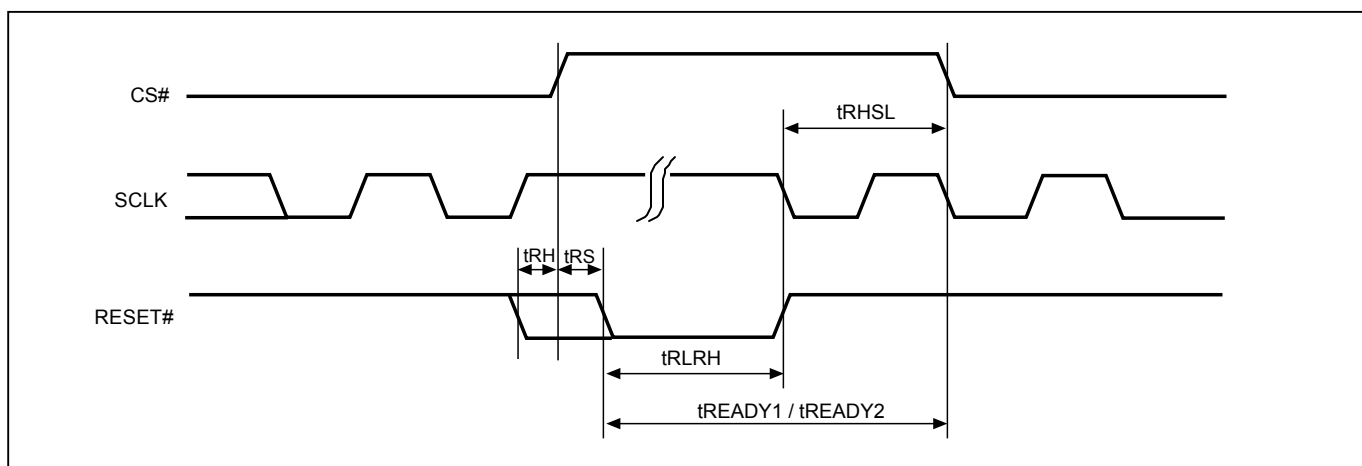 CS#
tRHSL
SCLK
tRH tRS
RESET#
tRLRH
tREADY1 / tREADY2